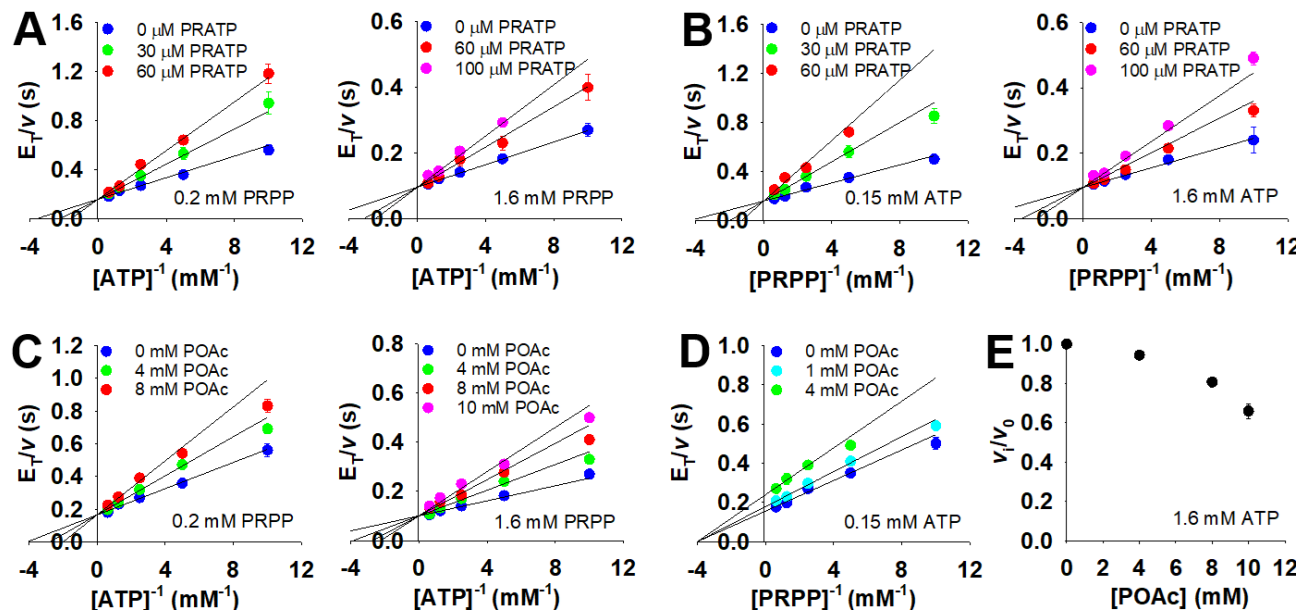 A
E_T/v (s)
1.6
1.2
0.8
0.4
0.0
0 μM PRATP
30 μM PRATP
60 μM PRATP
0.2 mM PRPP
-4 0 4 8 12
[ATP]^-1 (mM^-1)
E_T/v (s)
0.6
0.4
0.2
0.0
0 μM PRATP
60 μM PRATP
100 μM PRATP
1.6 mM PRPP
-4 0 4 8 12
[ATP]^-1 (mM^-1)
B
E_T/v (s)
1.6
1.2
0.8
0.4
0.0
0 μM PRATP
30 μM PRATP
60 μM PRATP
0.15 mM ATP
-4 0 4 8 12
[PRPP]^-1 (mM^-1)
E_T/v (s)
0.6
0.4
0.2
0.0
0 μM PRATP
60 μM PRATP
100 μM PRATP
1.6 mM ATP
-4 0 4 8 12
[PRPP]^-1 (mM^-1)
C
E_T/v (s)
1.2
1.0
0.8
0.6
0.4
0.2
0.0
0 mM POAc
4 mM POAc
8 mM POAc
0.2 mM PRPP
-4 0 4 8 12
[ATP]^-1 (mM^-1)
E_T/v (s)
0.8
0.6
0.4
0.2
0.0
0 mM POAc
4 mM POAc
8 mM POAc
10 mM POAc
1.6 mM PRPP
-4 0 4 8 12
[ATP]^-1 (mM^-1)
D
E_T/v (s)
1.0
0.8
0.6
0.4
0.2
0.0
0 mM POAc
1 mM POAc
4 mM POAc
0.15 mM ATP
-4 0 4 8 12
[PRPP]^-1 (mM^-1)
E
v_i/v_0
1.0
0.8
0.6
0.4
0.2
0.0
1.6 mM ATP
0 2 4 6 8 10 12
[POAc] (mM)